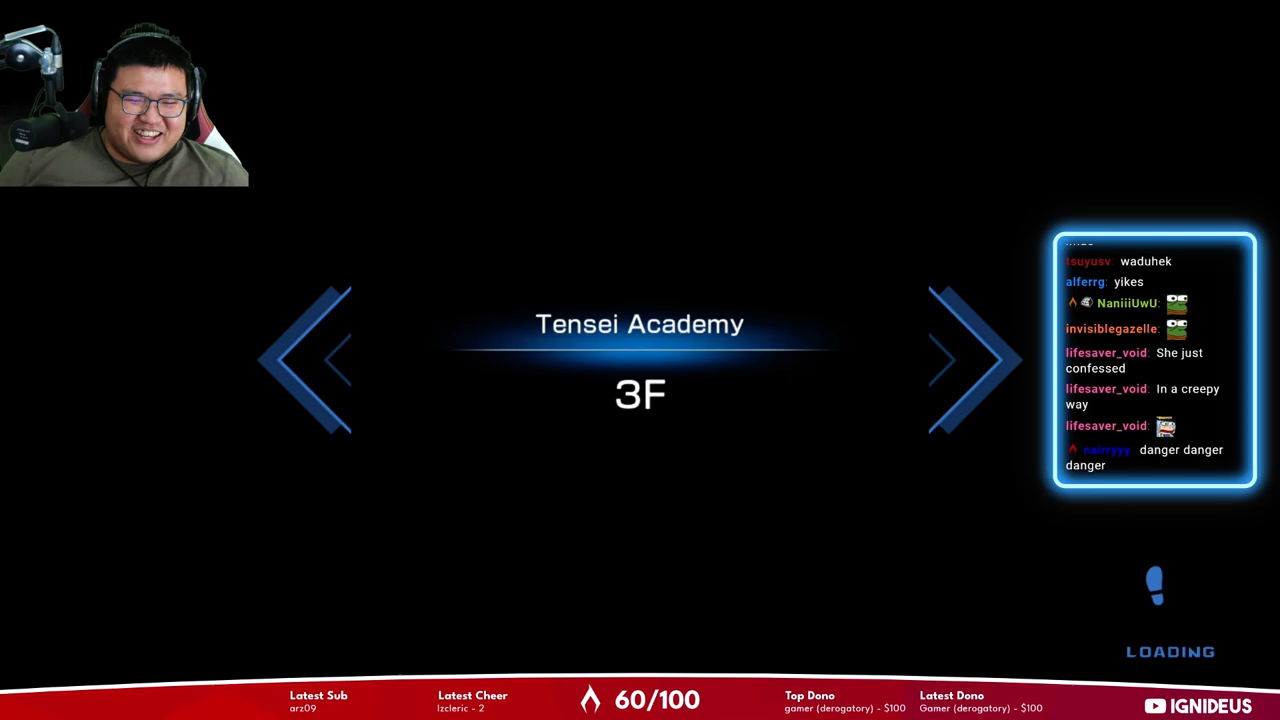 Tensei Academy
3F
tsuyusv: waduhek
alferrg: yikes
NaniiiUwU:
invisiblegazelle:
lifesaver_void: She just
confessed
lifesaver_void: In a creepy
way
lifesaver_void:
nairryyy: danger danger
danger
LOADING
Latest Sub
arz09
Latest Cheer
Izcleric - 2
60/100
Top Dono
gamer (derogatory) - $100
Latest Dono
Gamer (derogatory) - $100
IGNIDEUS